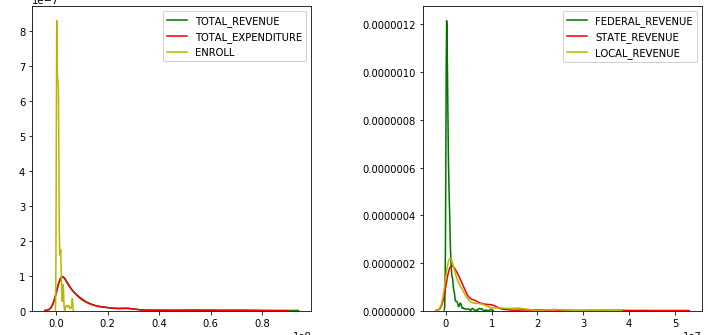 1e-7
TOTAL_REVENUE
TOTAL_EXPENDITURE
ENROLL
8
7
6
5
4
3
2
1
0
0.0 0.2 0.4 0.6 0.8
1e8
FEDERAL_REVENUE
STATE_REVENUE
LOCAL_REVENUE
0.0000012
0.0000010
0.0000008
0.0000006
0.0000004
0.0000002
0.0000000
0 1 2 3 4 5
1e7